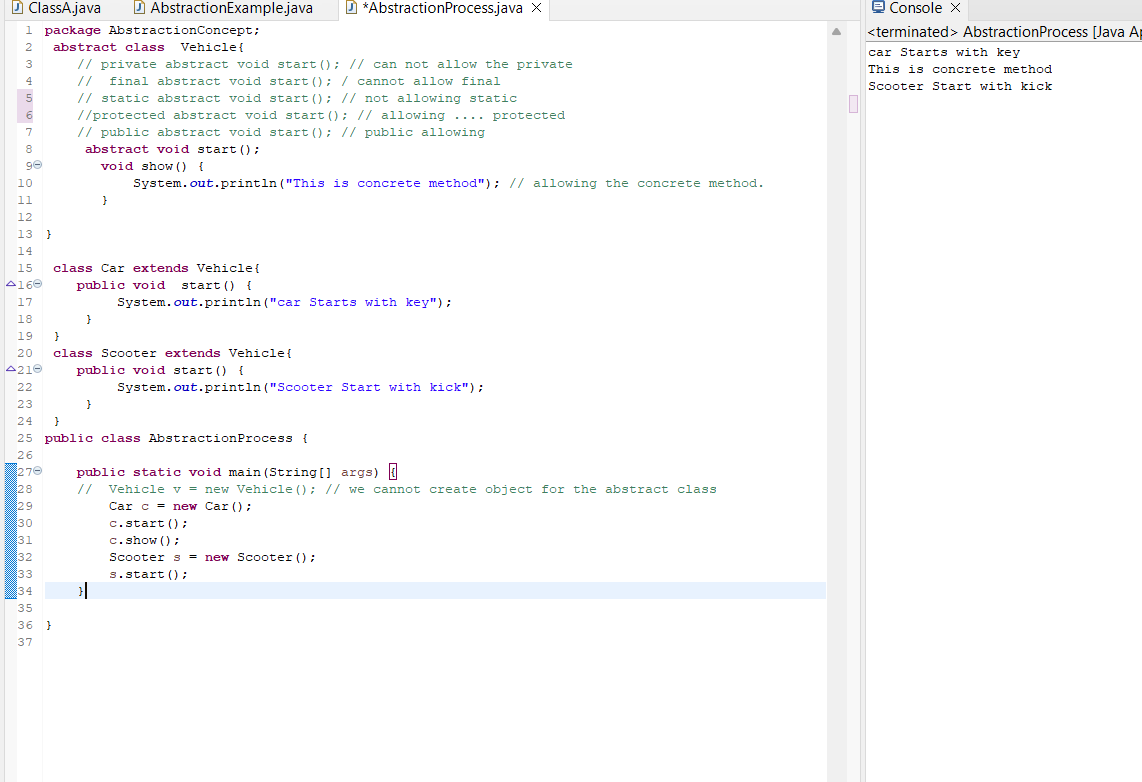 ClassA.java AbstractionExample.java *AbstractionProcess.java
1 package AbstractionConcept;
2 abstract class  Vehicle{
3 // private abstract void start(); // can not allow the private
4 //  final abstract void start(); / cannot allow final
5 // static abstract void start(); // not allowing static
6 //protected abstract void start(); // allowing .... protected
7 // public abstract void start(); // public allowing
8 abstract void start();
9 void show() {
10 System.out.println("This is concrete method"); // allowing the concrete method.
11 }
12
13 }
14
15 class Car extends Vehicle{
16 public void  start() {
17 System.out.println("car Starts with key");
18 }
19 }
20 class Scooter extends Vehicle{
21 public void start() {
22 System.out.println("Scooter Start with kick");
23 }
24 }
25 public class AbstractionProcess {
26
27 public static void main(String[] args) {
28 //  Vehicle v = new Vehicle(); // we cannot create object for the abstract class
29 Car c = new Car();
30 c.start();
31 c.show();
32 Scooter s = new Scooter();
33 s.start();
34 }
35
36 }
37
Console
<terminated> AbstractionProcess [Java Ap
car Starts with key
This is concrete method
Scooter Start with kick